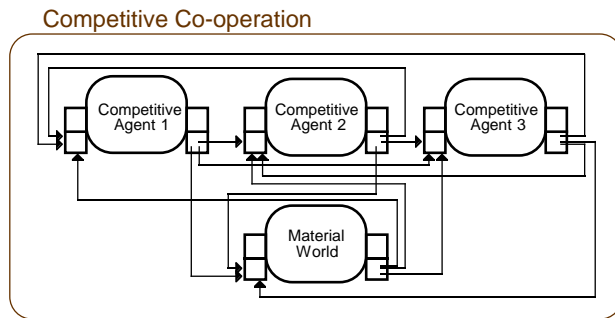 Competitive Co-operation
Competitive
Agent 1
Competitive
Agent 2
Competitive
Agent 3
Material
World